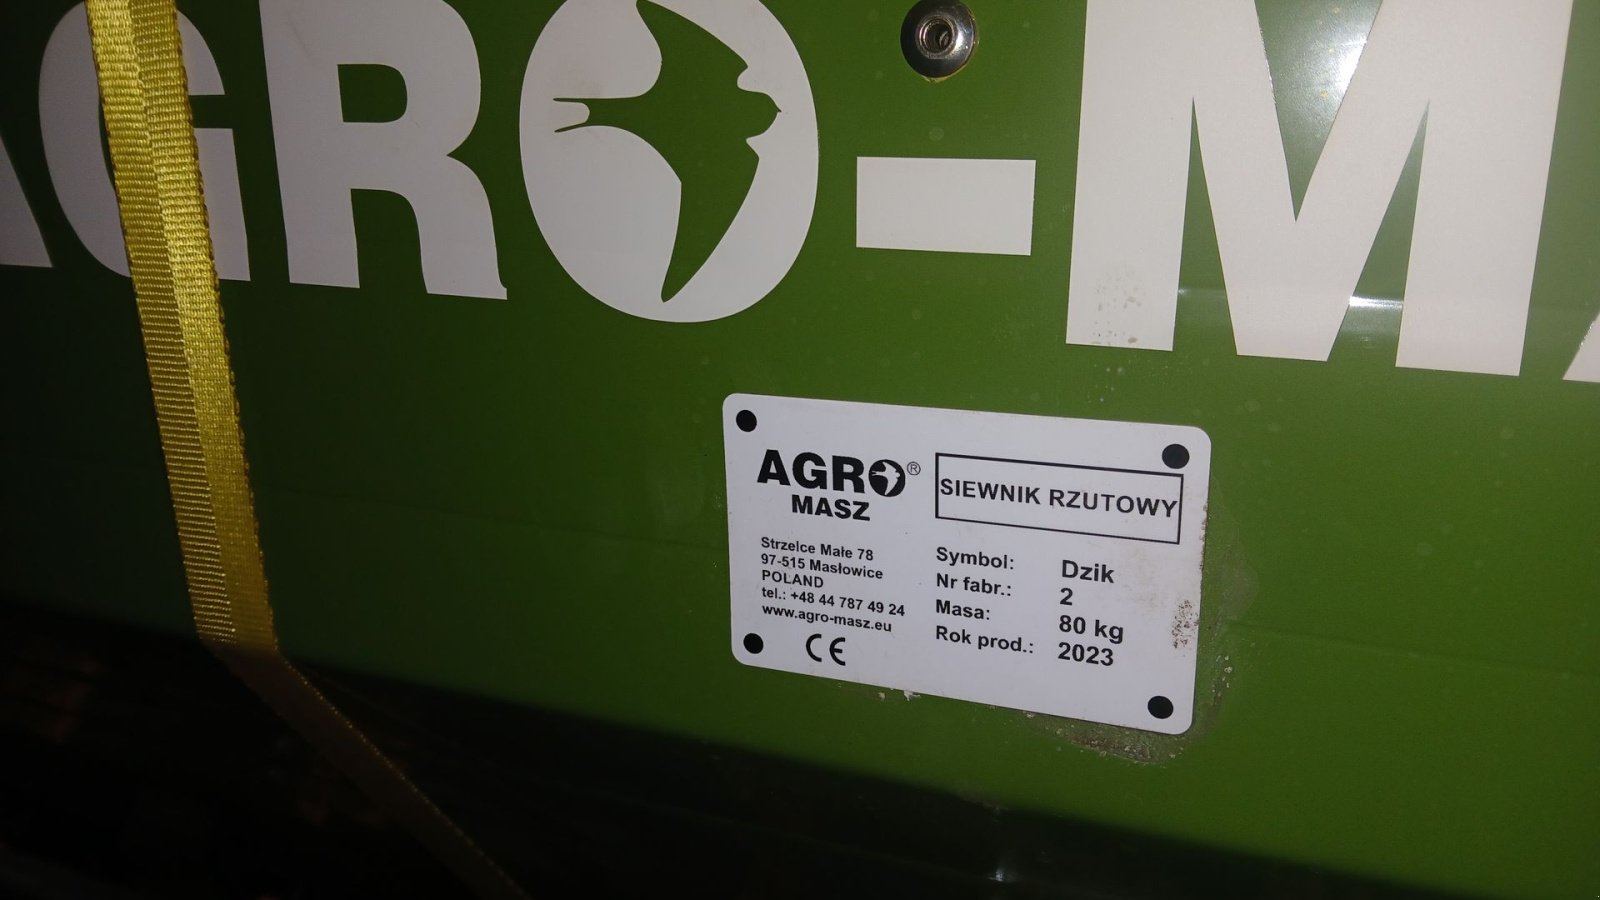 AGRO-MA
AGRO®
MASZ
Strzelce Małe 78
97-515 Masłowice
POLAND
tel.: +48 44 787 49 24
www.agro-masz.eu
CE
SIEWNIK RZUTOWY
Symbol: Dzik
Nr fabr.: 2
Masa: 80 kg
Rok prod.: 2023